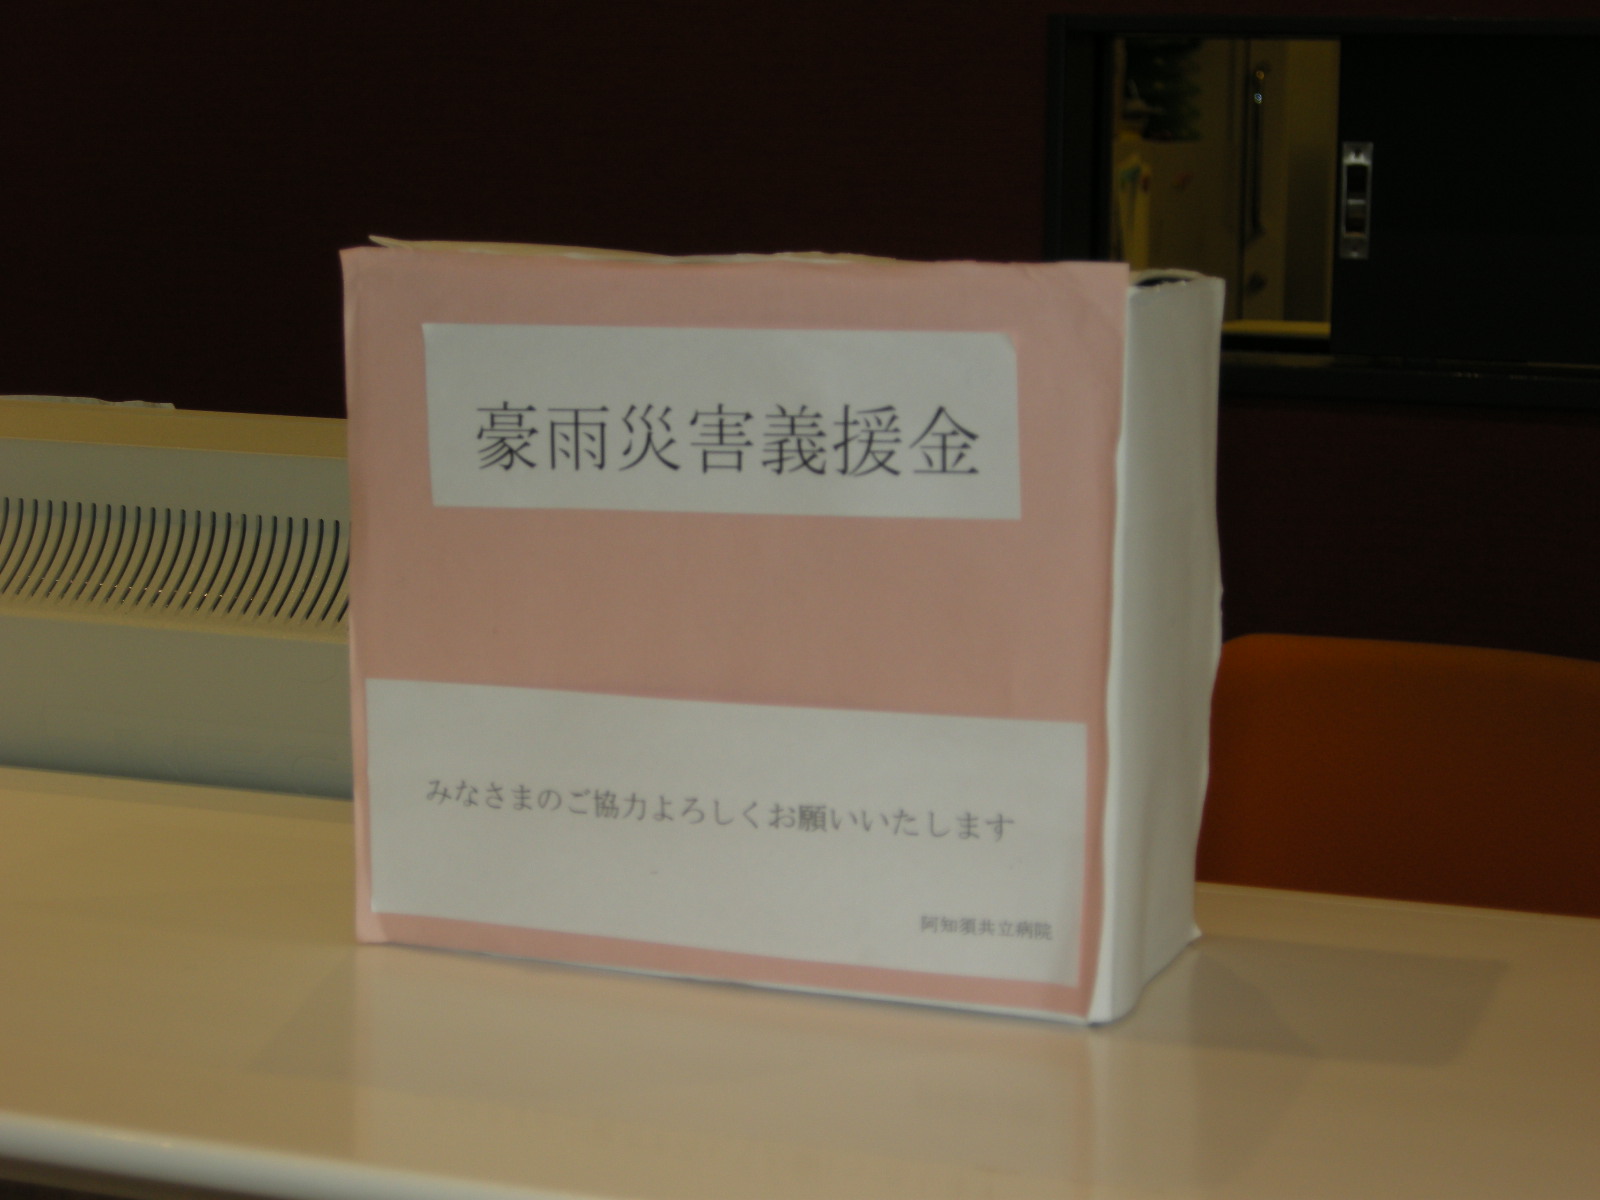 豪雨災害義援金
みなさまのご協力よろしくお願いいたします
阿知須共立病院